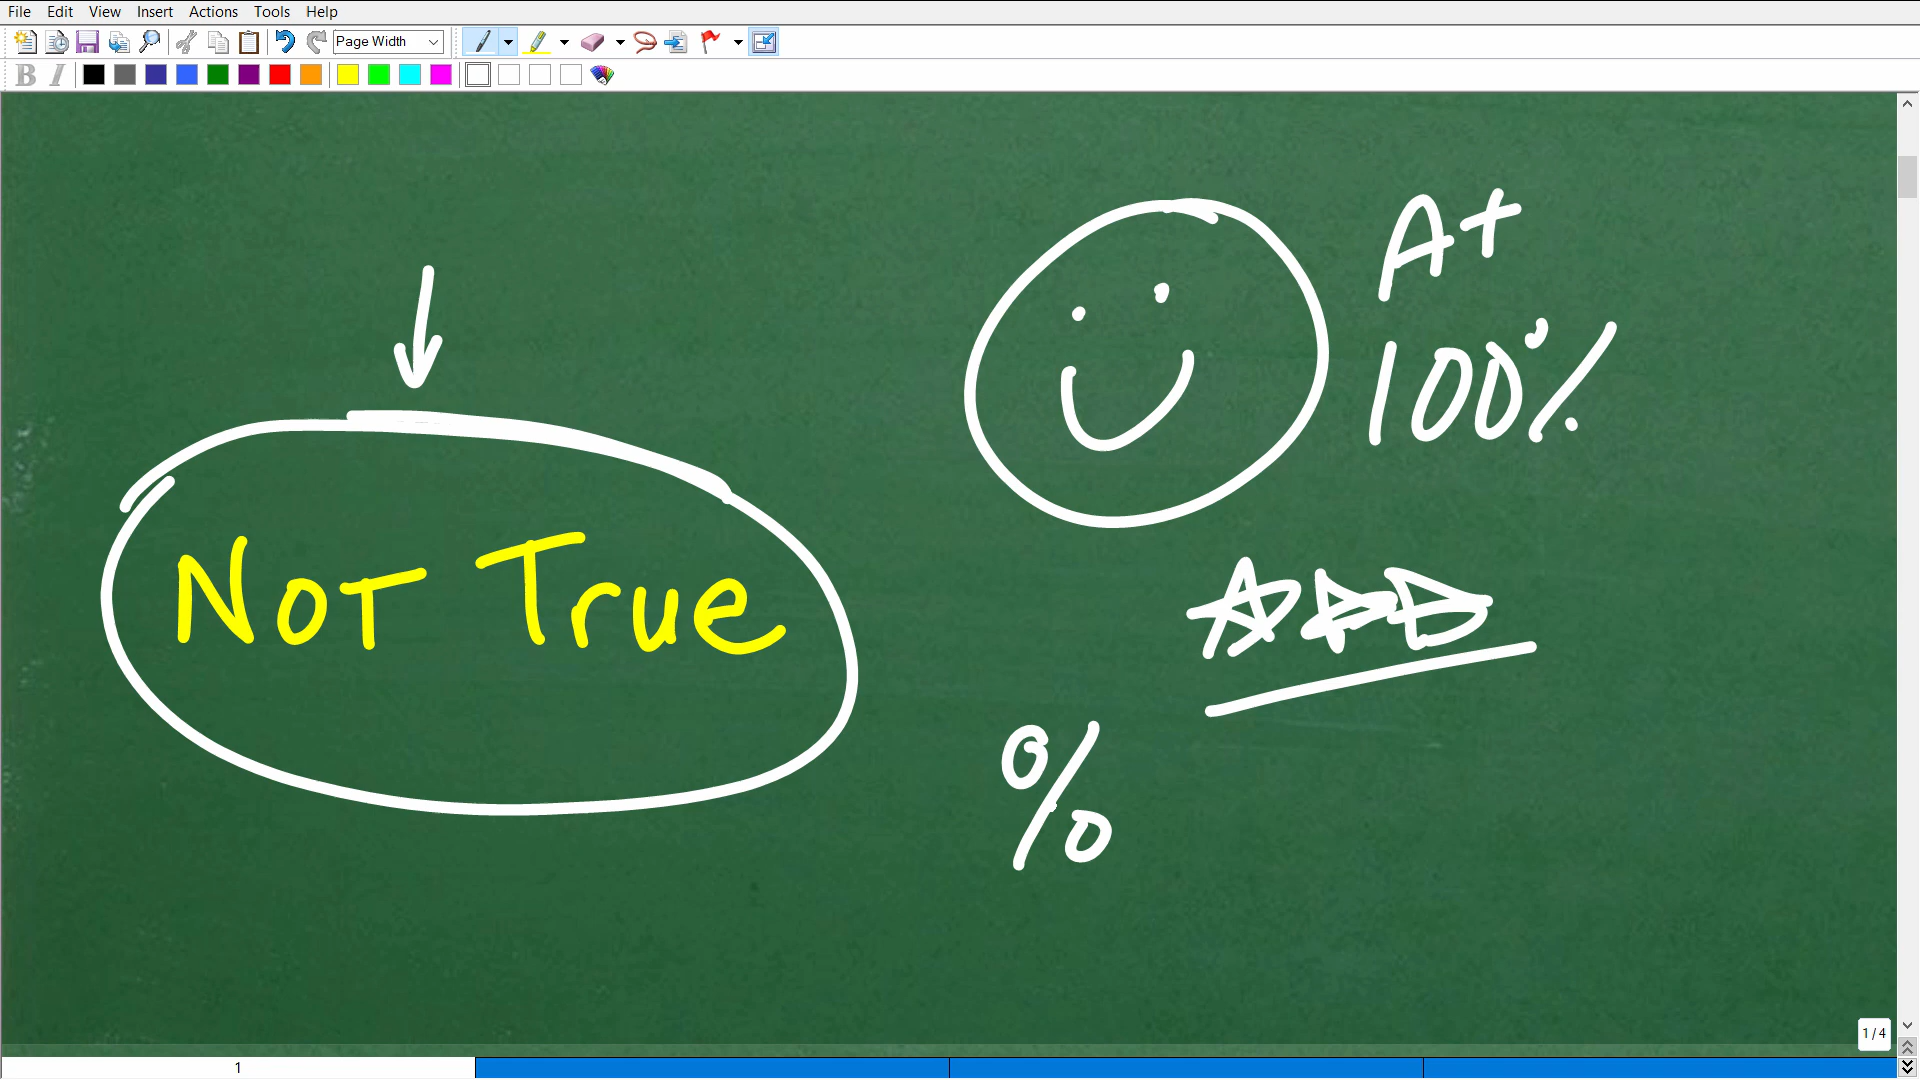 File Edit View Insert Actions Tools Help
Page Width
B I
A+
100%
Not True
%
1 / 4
1